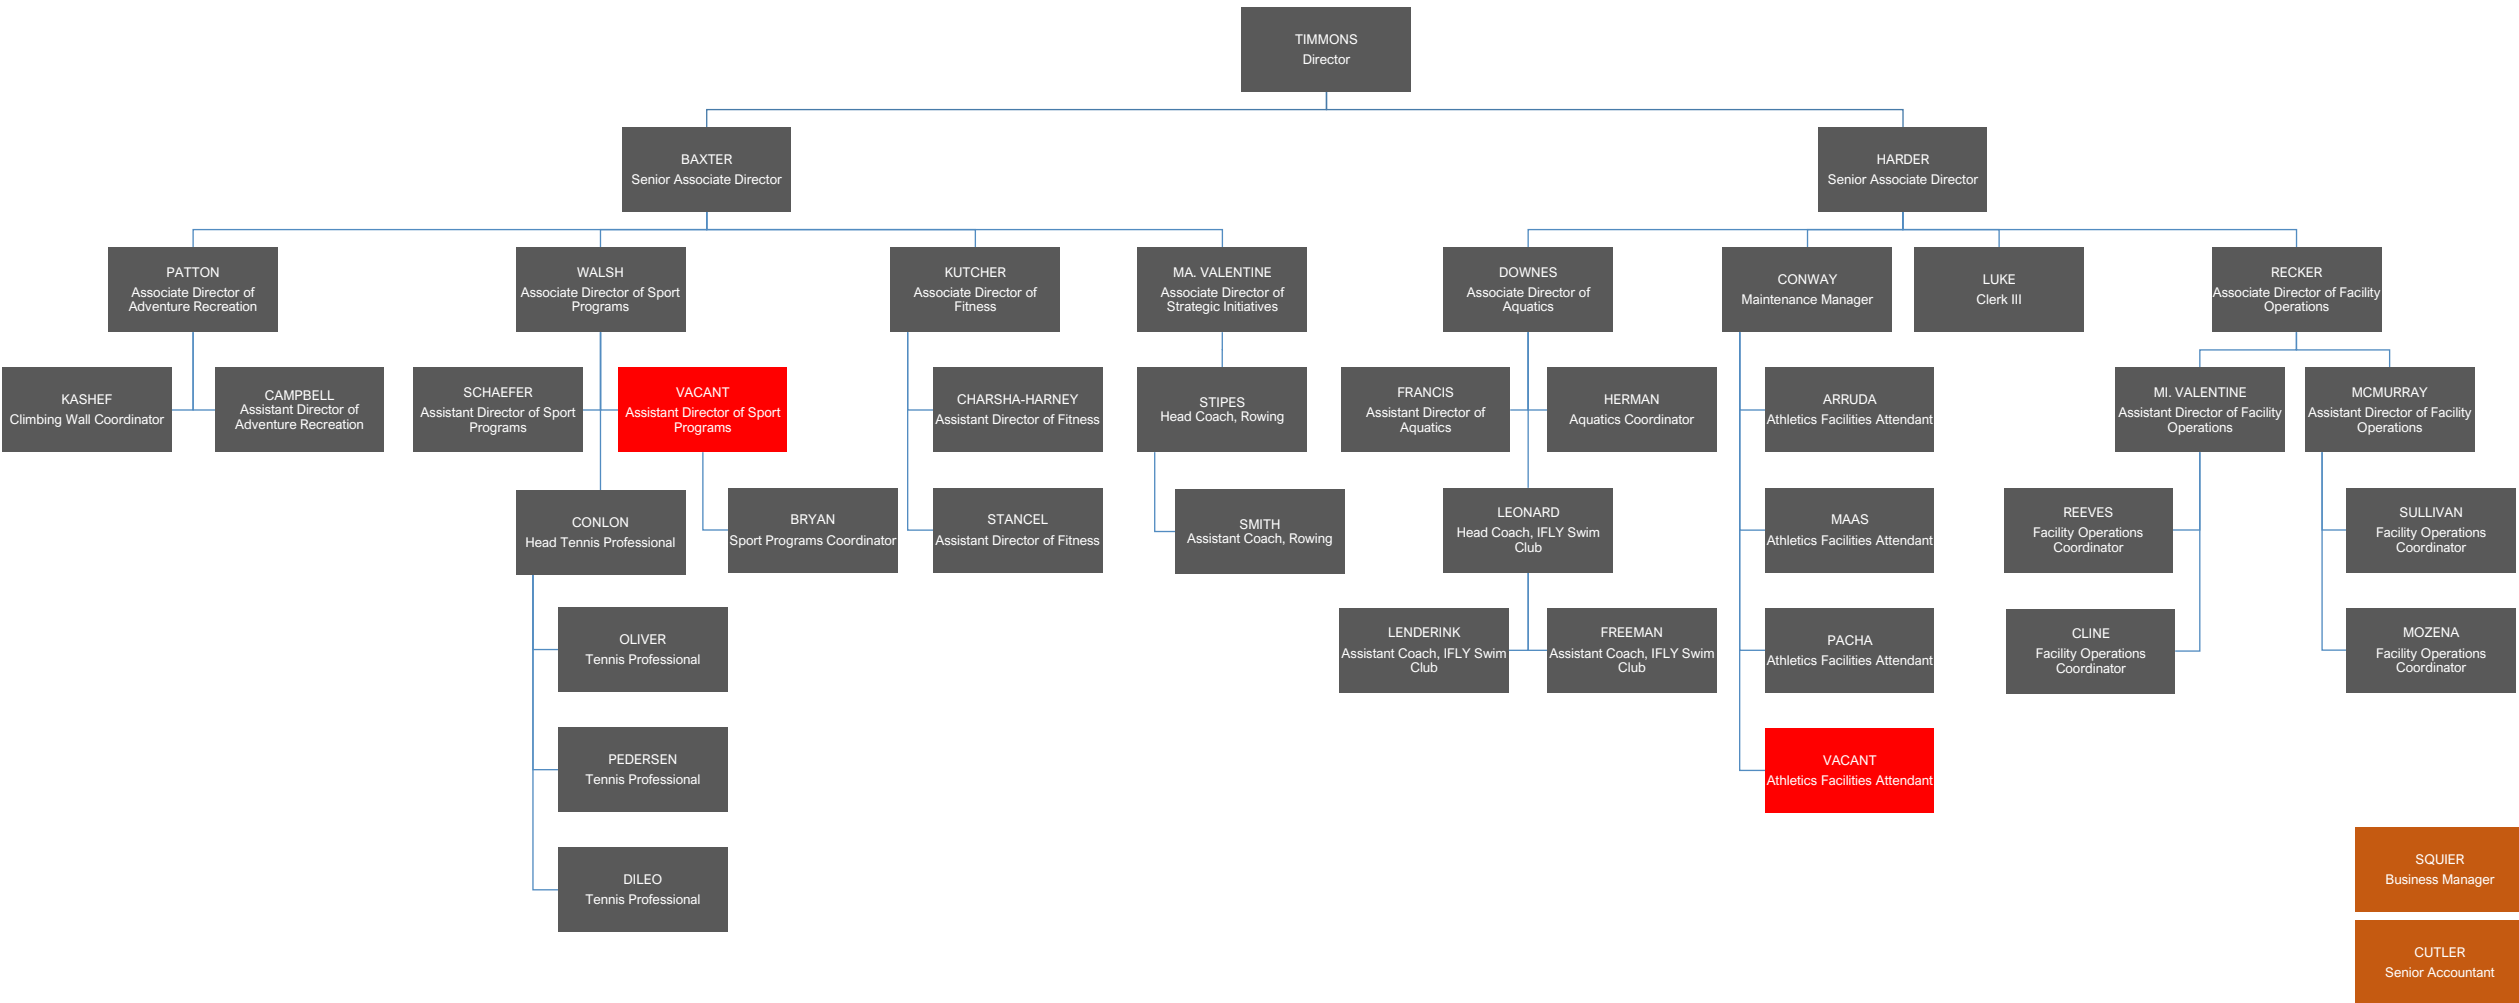 TIMMONS
Director
BAXTER
Senior Associate Director
HARDER
Senior Associate Director
PATTON
Associate Director of
Adventure Recreation
WALSH
Associate Director of Sport
Programs
KUTCHER
Associate Director of
Fitness
MA. VALENTINE
Associate Director of
Strategic Initiatives
DOWNES
Associate Director of
Aquatics
CONWAY
Maintenance Manager
LUKE
Clerk III
RECKER
Associate Director of Facility
Operations
KASHEF
Climbing Wall Coordinator
CAMPBELL
Assistant Director of
Adventure Recreation
SCHAEFER
Assistant Director of Sport
Programs
VACANT
Assistant Director of Sport
Programs
CHARSHA-HARNEY
Assistant Director of Fitness
STIPES
Head Coach, Rowing
FRANCIS
Assistant Director of
Aquatics
HERMAN
Aquatics Coordinator
ARRUDA
Athletics Facilities Attendant
MI. VALENTINE
Assistant Director of Facility
Operations
MCMURRAY
Assistant Director of Facility
Operations
CONLON
Head Tennis Professional
BRYAN
Sport Programs Coordinator
STANCEL
Assistant Director of Fitness
SMITH
Assistant Coach, Rowing
LEONARD
Head Coach, IFLY Swim
Club
MAAS
Athletics Facilities Attendant
REEVES
Facility Operations
Coordinator
SULLIVAN
Facility Operations
Coordinator
OLIVER
Tennis Professional
LENDERINK
Assistant Coach, IFLY Swim
Club
FREEMAN
Assistant Coach, IFLY Swim
Club
PACHA
Athletics Facilities Attendant
CLINE
Facility Operations
Coordinator
MOZENA
Facility Operations
Coordinator
PEDERSEN
Tennis Professional
VACANT
Athletics Facilities Attendant
DILEO
Tennis Professional
SQUIER
Business Manager
CUTLER
Senior Accountant